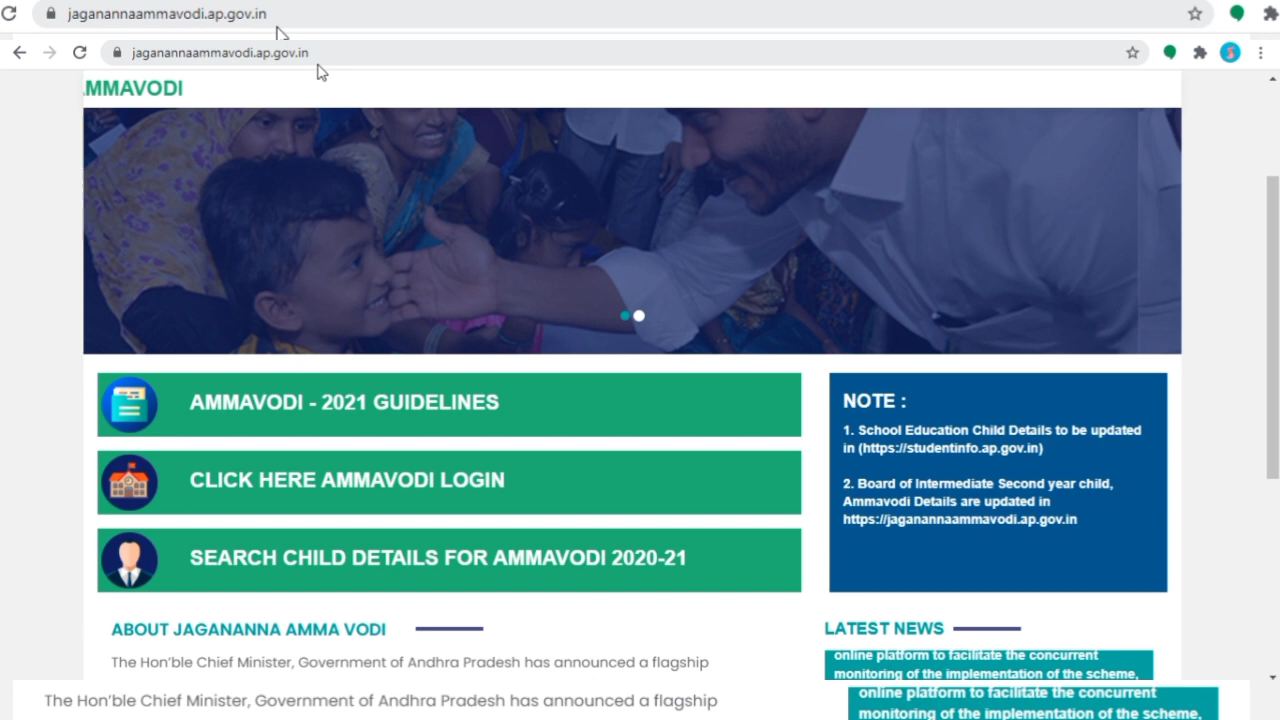 jaganannaammavodi.ap.gov.in
jaganannaammavodi.ap.gov.in
AMMAVODI
AMMAVODI - 2021 GUIDELINES
CLICK HERE AMMAVODI LOGIN
SEARCH CHILD DETAILS FOR AMMAVODI 2020-21
NOTE :
1. School Education Child Details to be updated
in (https://studentinfo.ap.gov.in)
2. Board of Intermediate Second year child,
Ammavodi Details are updated in
https://jaganannaammavodi.ap.gov.in
ABOUT JAGANANNA AMMA VODI
The Hon'ble Chief Minister, Government of Andhra Pradesh has announced a flagship
LATEST NEWS
online platform to facilitate the concurrent
monitoring of the implementation of the scheme,
The Hon'ble Chief Minister, Government of Andhra Pradesh has announced a flagship
online platform to facilitate the concurrent
monitoring of the implementation of the scheme,